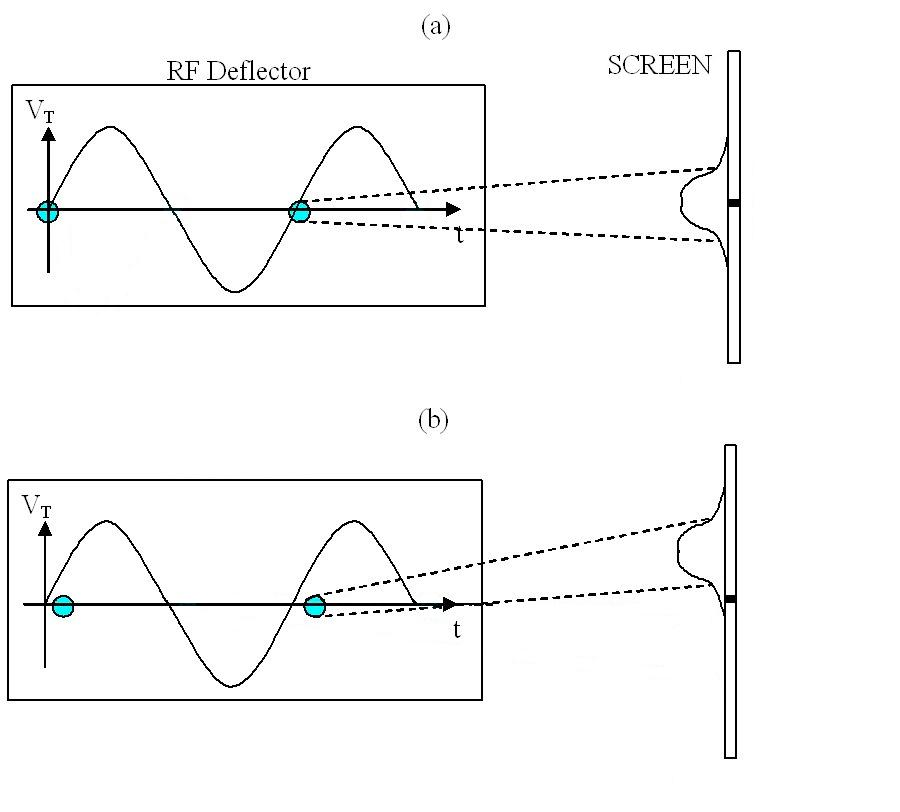 (a)
RF Deflector
SCREEN
V_T
t
(b)
V_T
t